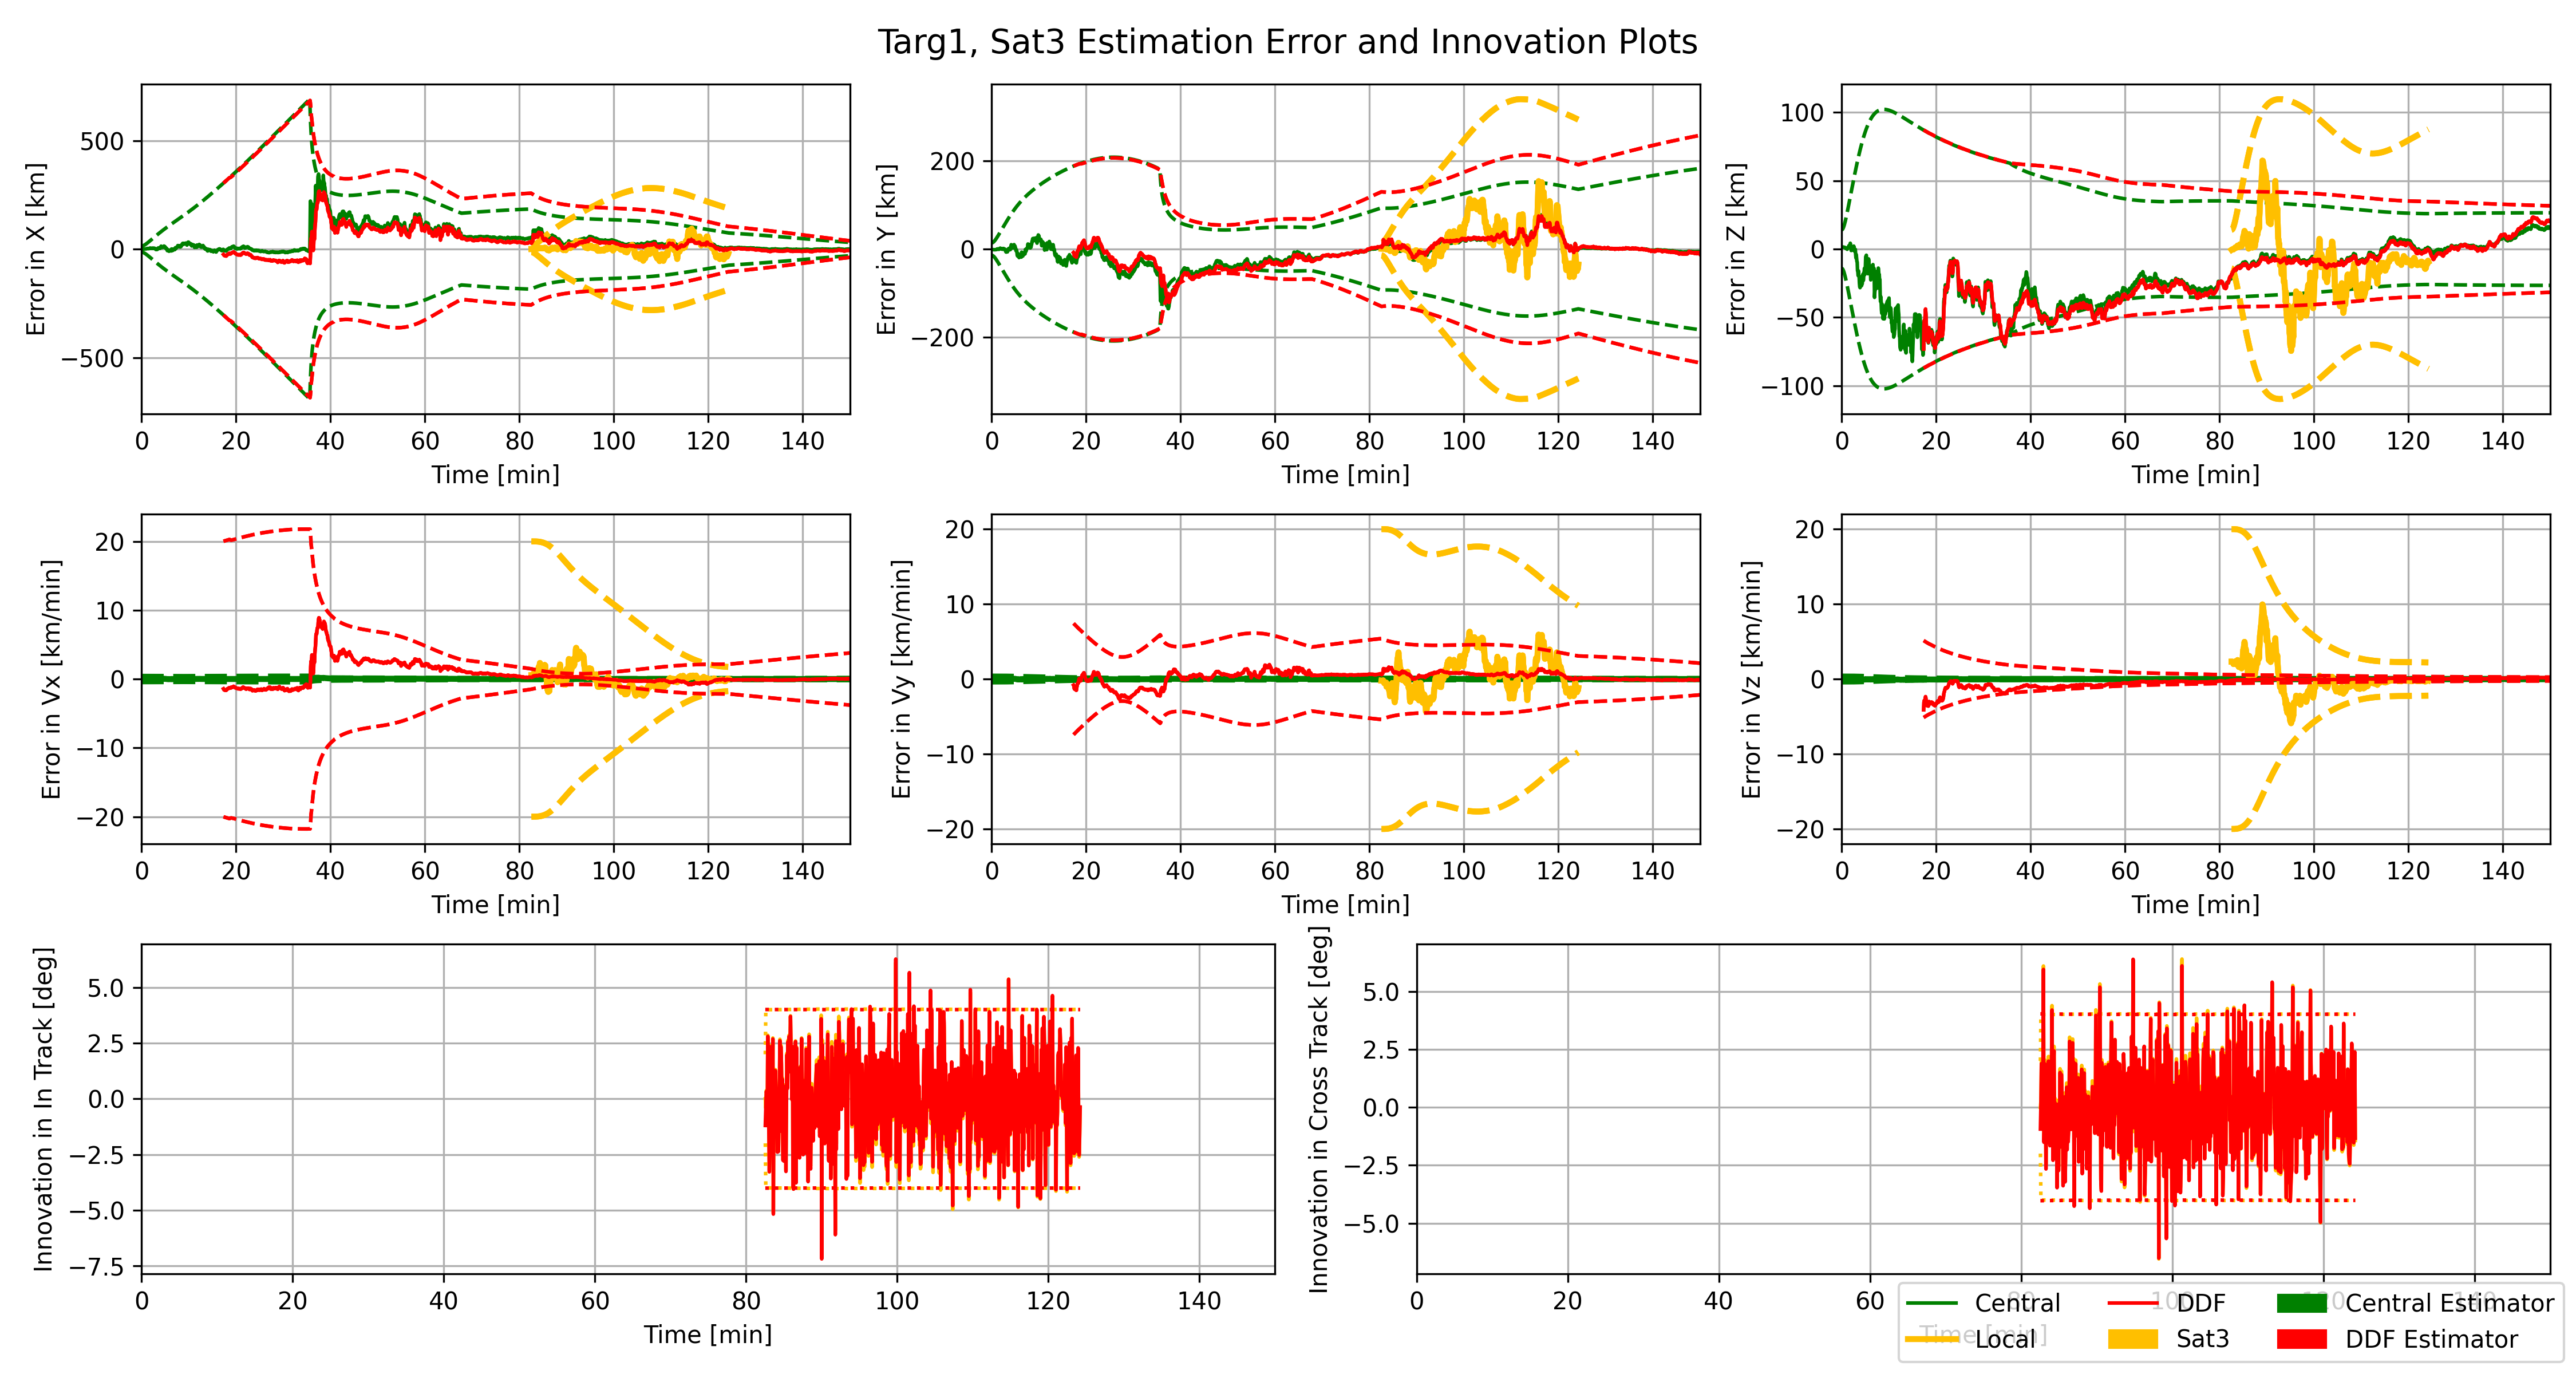 Targ1, Sat3 Estimation Error and Innovation Plots
Error in X [km]
500
0
−500
0 20 40 60 80 100 120 140
Time [min]
Error in Y [km]
200
0
−200
0 20 40 60 80 100 120 140
Time [min]
Error in Z [km]
100
50
0
−50
−100
0 20 40 60 80 100 120 140
Time [min]
Error in Vx [km/min]
20
10
0
−10
−20
0 20 40 60 80 100 120 140
Time [min]
Error in Vy [km/min]
20
10
0
−10
−20
0 20 40 60 80 100 120 140
Time [min]
Error in Vz [km/min]
20
10
0
−10
−20
0 20 40 60 80 100 120 140
Time [min]
Innovation in In Track [deg]
5.0
2.5
0.0
−2.5
−5.0
−7.5
0 20 40 60 80 100 120 140
Time [min]
Innovation in Cross Track [deg]
5.0
2.5
0.0
−2.5
−5.0
0 20 40 60 80 100 120 140
Time [min]
Central DDF Central Estimator
Local Sat3 DDF Estimator